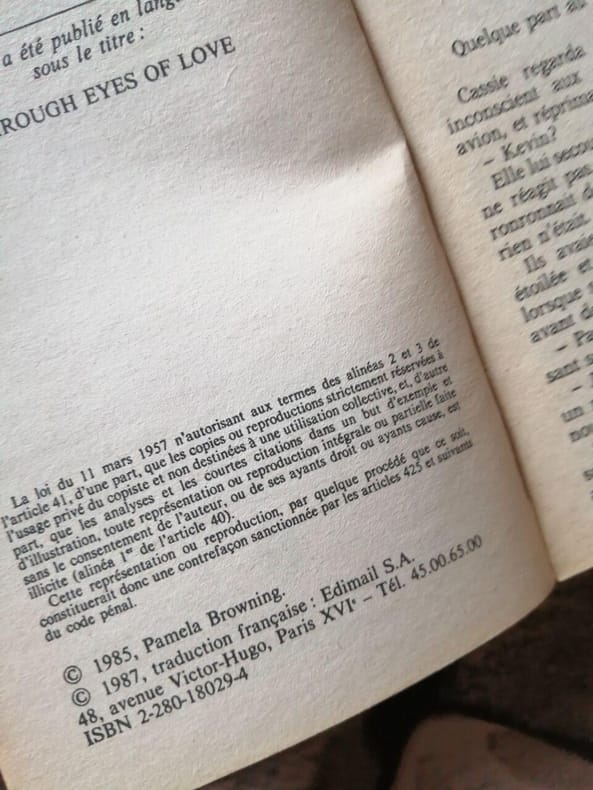 a été publié en
sous le titre :
ROUGH EYES OF LOVE
La loi du 11 mars 1957 n'autorisant aux termes des alinéas 2 et 3 de
l'article 41, d'une part, que les copies ou reproductions strictement réservées à
l'usage privé du copiste et non destinées à une utilisation collective, et, d'autre
part, que les analyses et les courtes citations dans un but d'exemple et
d'illustration, toute représentation ou reproduction intégrale ou partielle faite
sans le consentement de l'auteur, ou de ses ayants droit ou ayants cause, est
illicite (alinéa 1er de l'article 40).
Cette représentation ou reproduction, par quelque procédé que ce soit,
constituerait donc une contrefaçon sanctionnée par les articles 425 et suivants
du code pénal.
© 1985, Pamela Browning.
© 1987, traduction française : Edimail S.A.
48, avenue Victor-Hugo, Paris XVIe – Tél. 45.00.65.00
ISBN 2-280-18029-4
Quelque part au
Cassie regarda
inconscient aux
avion, et réprima
– Kevin?
Elle lui secou
ne réagit pas
ronronnait d
rien n'était
Ils avaie
étoilée et
lorsque
avant d
– Pa
sant s
–
un
nou